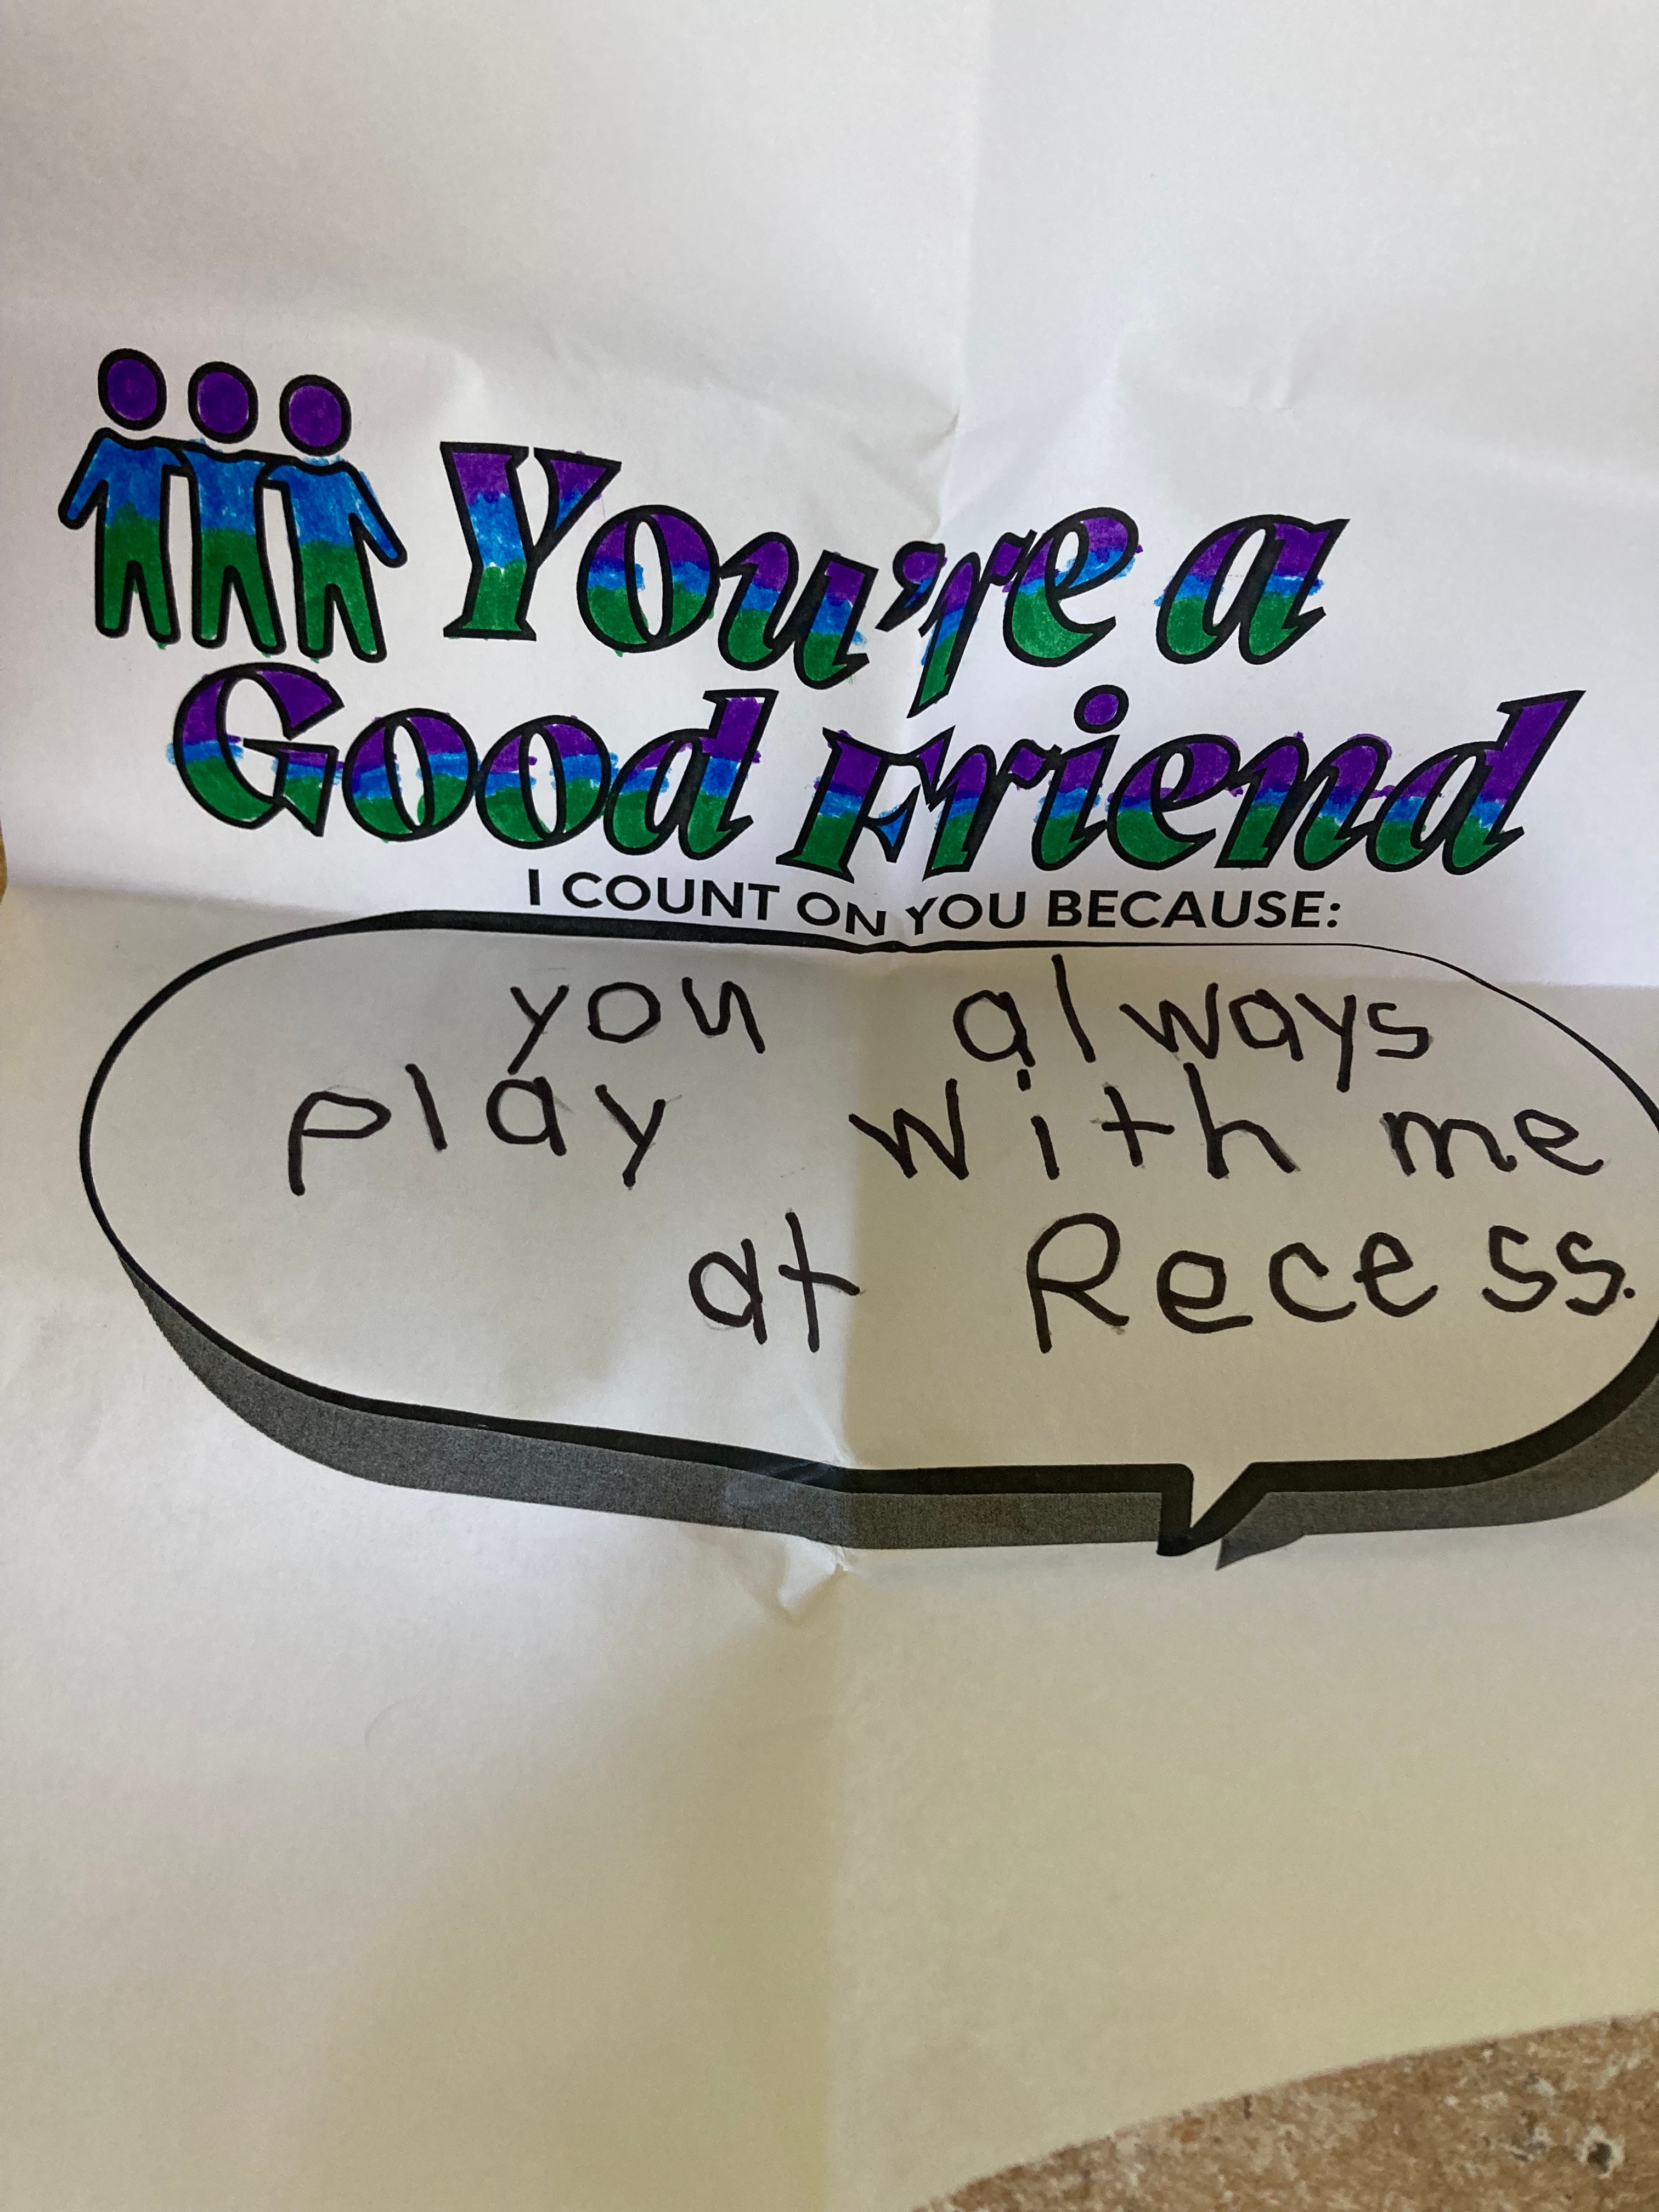 You're a
Good Friend
I COUNT ON YOU BECAUSE:
you always
play with me
at Recess.